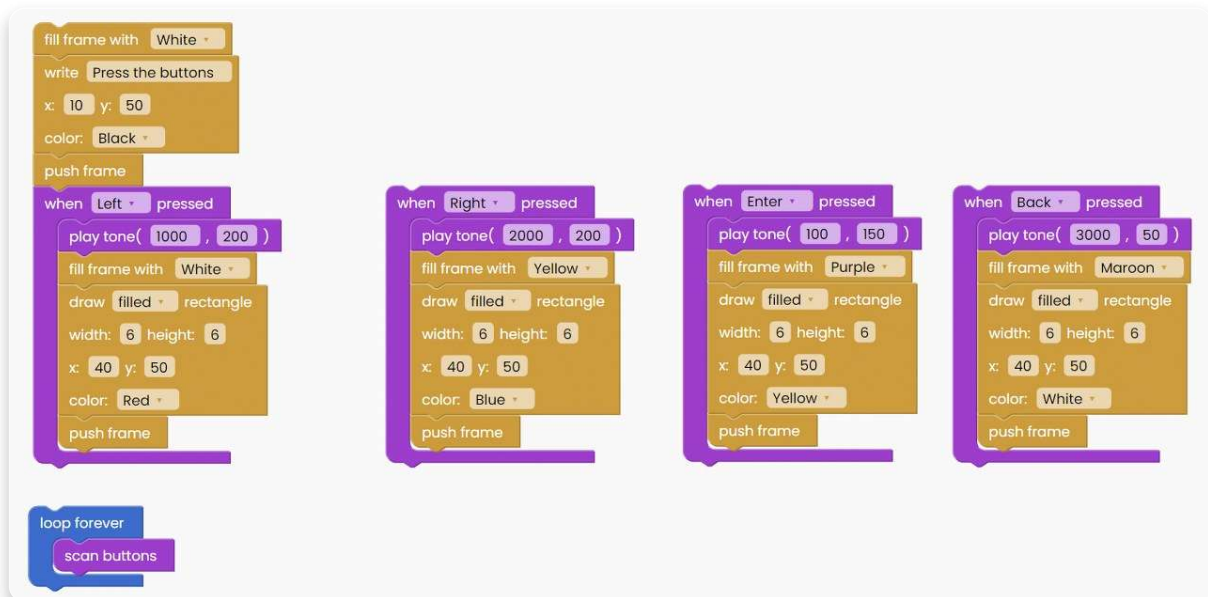 fill frame with White
write Press the buttons
x: 10 y: 50
color: Black
push frame
when Left pressed
play tone( 1000 , 200 )
fill frame with White
draw filled rectangle
width: 6 height: 6
x: 40 y: 50
color: Red
push frame
when Right pressed
play tone( 2000 , 200 )
fill frame with Yellow
draw filled rectangle
width: 6 height: 6
x: 40 y: 50
color: Blue
push frame
when Enter pressed
play tone( 100 , 150 )
fill frame with Purple
draw filled rectangle
width: 6 height: 6
x: 40 y: 50
color: Yellow
push frame
when Back pressed
play tone( 3000 , 50 )
fill frame with Maroon
draw filled rectangle
width: 6 height: 6
x: 40 y: 50
color: White
push frame
loop forever
scan buttons